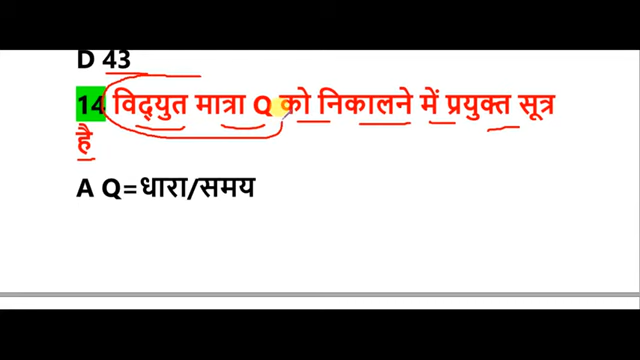 D 43
14 विद्युत मात्रा Q को निकालने में प्रयुक्त सूत्र
है
A Q=धारा/समय